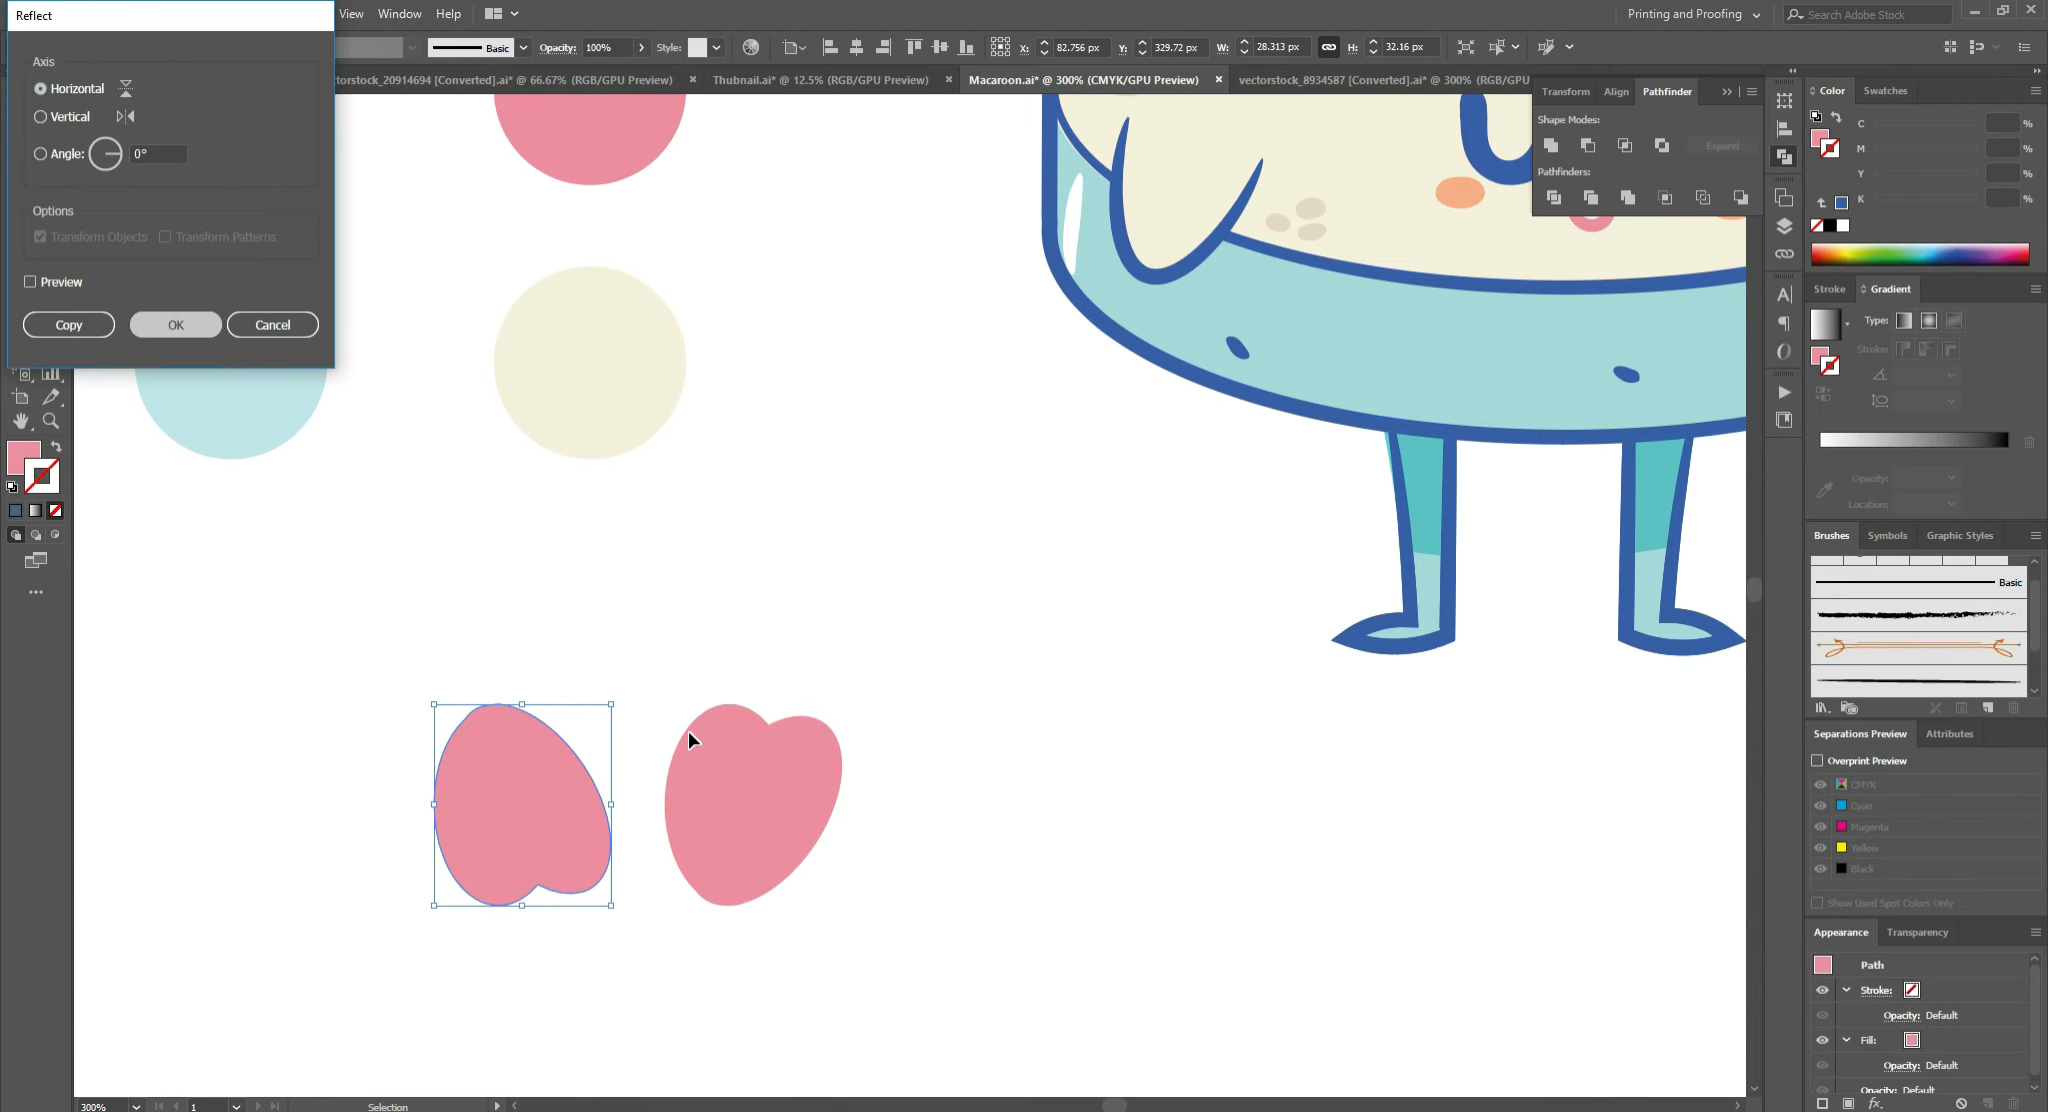 Reflect
View Window Help
Printing and Proofing
Search Adobe Stock
Basic Opacity: 100% Style: X: 82.756 px Y: 329.72 px W: 28.313 px H: 32.16 px
torstock_20914694 [Converted].ai* @ 66.67% (RGB/GPU Preview) × Thubnail.ai* @ 12.5% (RGB/GPU Preview) × Macaroon.ai* @ 300% (CMYK/GPU Preview) × vectorstock_8934587 [Converted].ai* @ 300% (RGB/GPU
Axis
Horizontal
Vertical
Angle: 0°
Options
Transform Objects Transform Patterns
Preview
Copy OK Cancel
Transform Align Pathfinder
Shape Modes:
Expand
Pathfinders:
Color Swatches
C %
M %
Y %
K %
Stroke Gradient
Type:
Stroke:
Opacity:
Location:
Brushes Symbols Graphic Styles
Basic
Separations Preview Attributes
Overprint Preview
CMYK
Cyan
Magenta
Yellow
Black
Show Used Spot Colors Only
Appearance Transparency
Path
Stroke:
Opacity: Default
Fill:
Opacity: Default
Opacity: Default
fx
300% 1 Selection